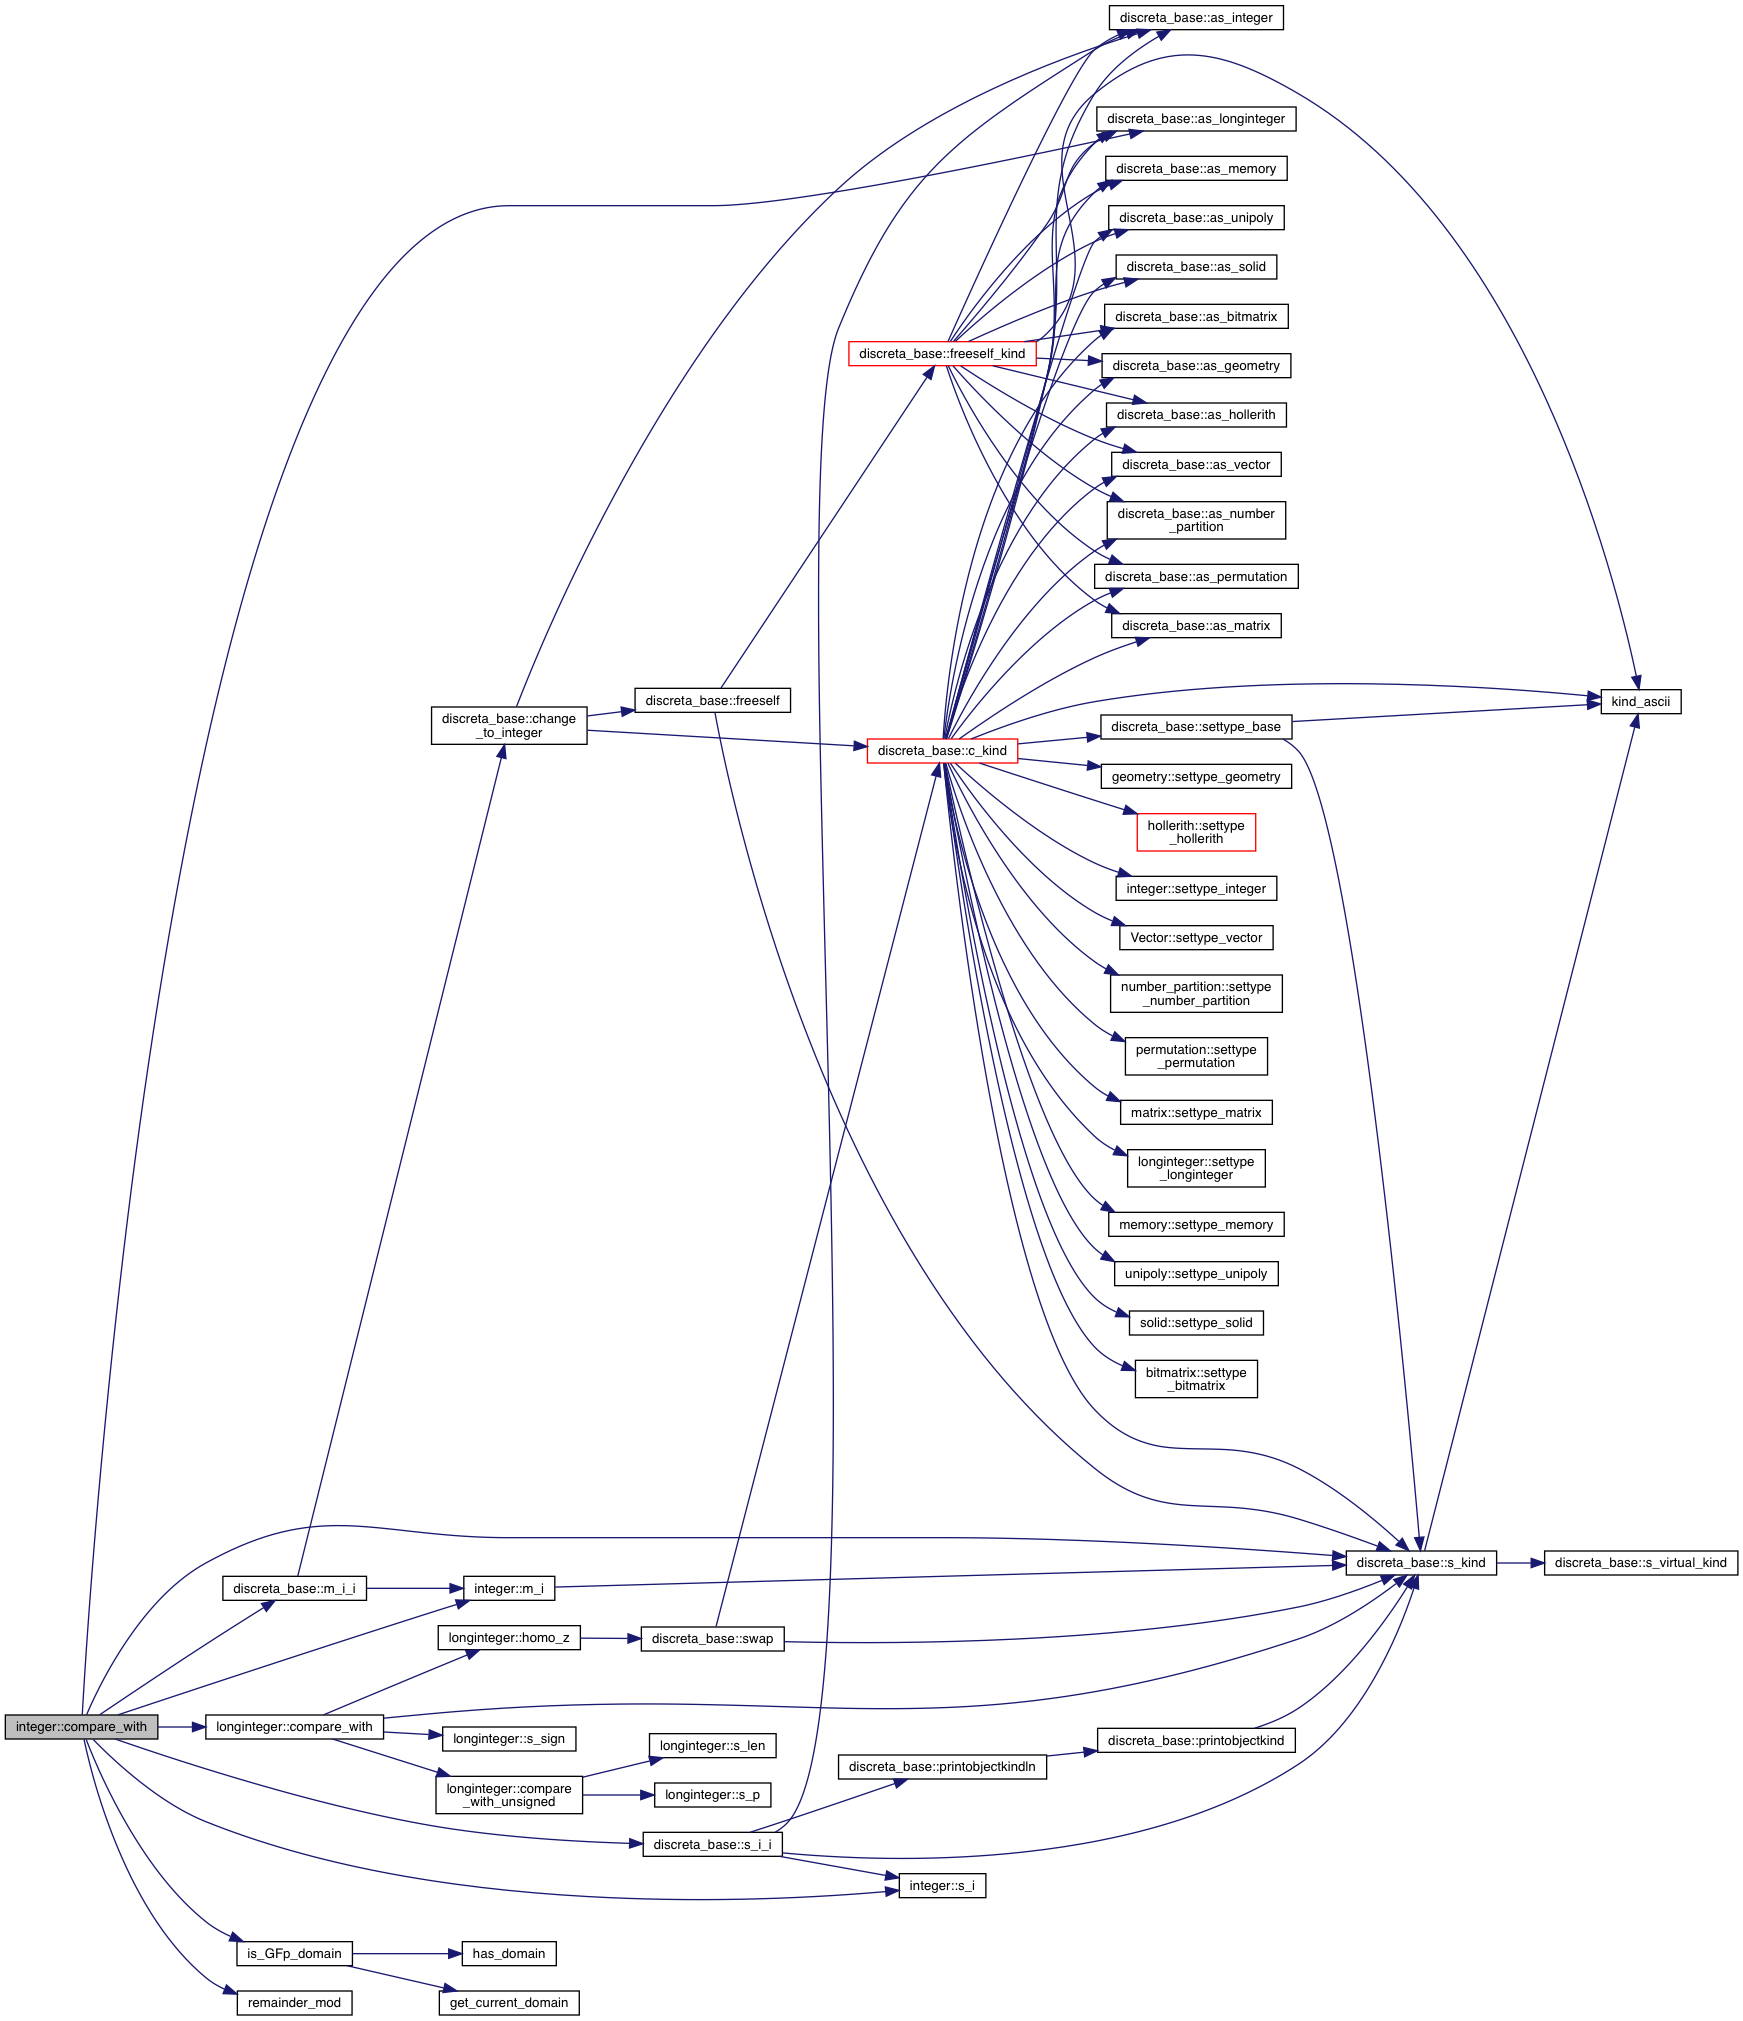 discreta_base::as_integer
discreta_base::as_longinteger
discreta_base::as_memory
discreta_base::as_unipoly
discreta_base::as_solid
discreta_base::as_bitmatrix
discreta_base::freeself_kind
discreta_base::as_geometry
discreta_base::as_hollerith
discreta_base::as_vector
discreta_base::as_number
_partition
discreta_base::as_permutation
discreta_base::as_matrix
discreta_base::freeself
kind_ascii
discreta_base::change
_to_integer
discreta_base::settype_base
discreta_base::c_kind
geometry::settype_geometry
hollerith::settype
_hollerith
integer::settype_integer
Vector::settype_vector
number_partition::settype
_number_partition
permutation::settype
_permutation
matrix::settype_matrix
longinteger::settype
_longinteger
memory::settype_memory
unipoly::settype_unipoly
solid::settype_solid
bitmatrix::settype
_bitmatrix
discreta_base::s_kind
discreta_base::s_virtual_kind
discreta_base::m_i_i
integer::m_i
longinteger::homo_z
discreta_base::swap
integer::compare_with
longinteger::compare_with
longinteger::s_sign
discreta_base::printobjectkind
longinteger::s_len
discreta_base::printobjectkindln
longinteger::compare
_with_unsigned
longinteger::s_p
discreta_base::s_i_i
integer::s_i
is_GFp_domain
has_domain
remainder_mod
get_current_domain